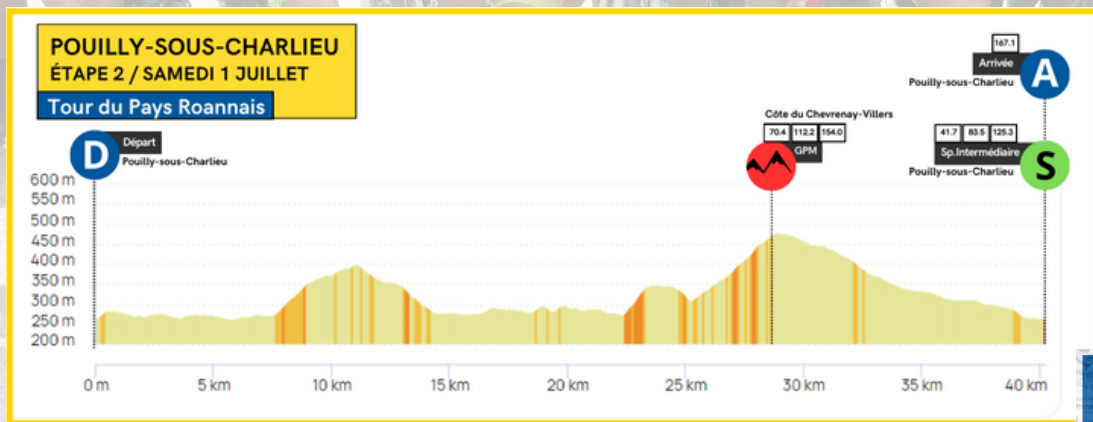 POUILLY-SOUS-CHARLIEU
ÉTAPE 2 / SAMEDI 1 JUILLET
Tour du Pays Roannais
D
Départ
Pouilly-sous-Charlieu
167.1
Arrivée
Pouilly-sous-Charlieu
A
Côte du Chevrenay-Villers
70.4 112.2 154.0
GPM
41.7 83.5 125.3
Sp.Intermédiaire
Pouilly-sous-Charlieu
S
600 m
550 m
500 m
450 m
400 m
350 m
300 m
250 m
200 m
0 m 5 km 10 km 15 km 20 km 25 km 30 km 35 km 40 km